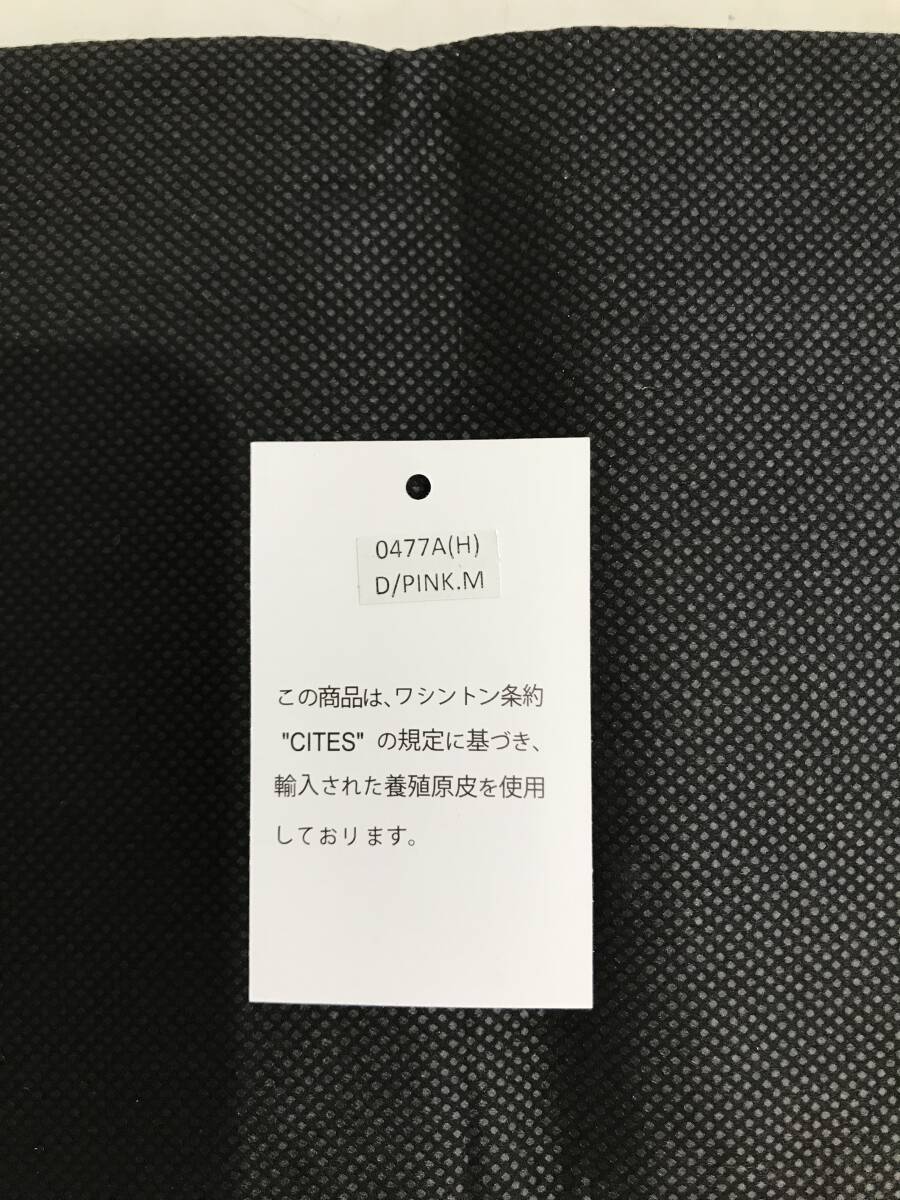 0477A(H)
D/PINK.M
この商品は、ワシントン条約
"CITES" の規定に基づき、
輸入された養殖原皮を使用
しております。